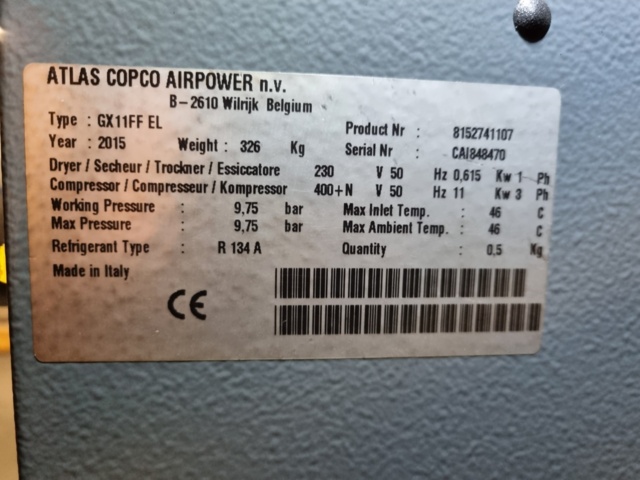 ATLAS COPCO AIRPOWER n.v.
B-2610 Wilrijk Belgium
Type : GX11FF EL
Product Nr : 8152741107
Year : 2015 Weight : 326 Kg
Serial Nr : CAI848470
Dryer / Secheur / Trockner / Essiccatore 230 V 50 Hz 0,615 Kw 1 Ph
Compressor / Compresseur / Kompressor 400+N V 50 Hz 11 Kw 3 Ph
Working Pressure : 9,75 bar Max Inlet Temp. : 46 C
Max Pressure : 9,75 bar Max Ambient Temp. : 46 C
Refrigerant Type : R 134 A Quantity : 0,5 Kg
Made in Italy
CE